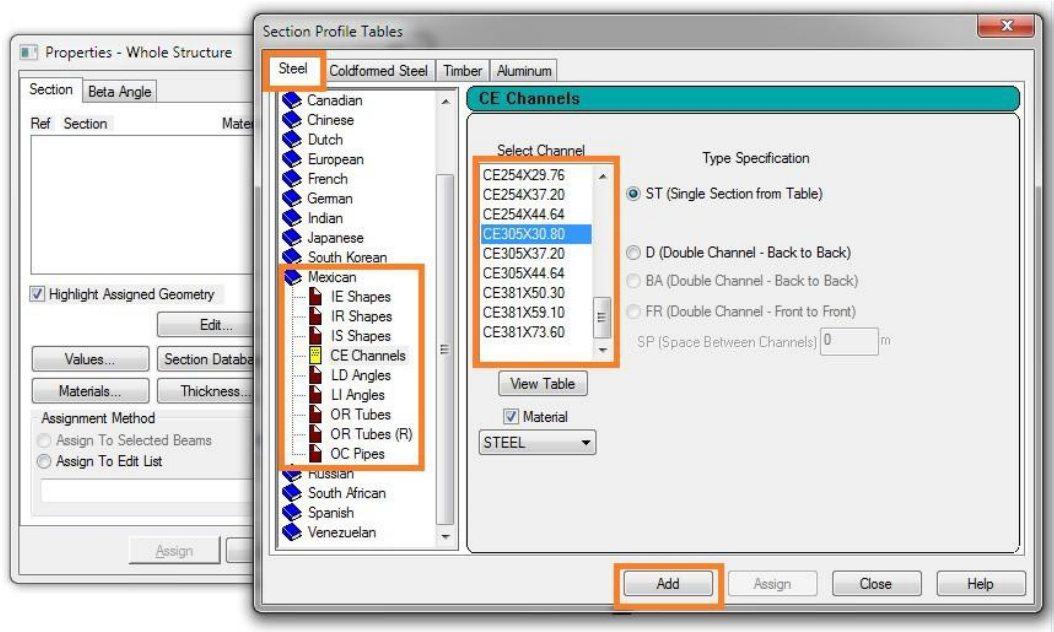 Properties - Whole Structure
Section
Beta Angle
Ref Section
Highlight Assigned Geometry
Edit...
Values...
Materials...
Thickness...
Assignment Method
Assign To Selected Beams
Assign To Edit List
Assign
Section Profile Tables
Steel
Coldformed Steel
Timber
Aluminum
Canadian
Chinese
Dutch
European
French
German
Indian
Japanese
South Korean
Mexican
IE Shapes
IR Shapes
IS Shapes
CE Channels
LD Angles
LI Angles
OR Tubes
OR Tubes (R)
OC Pipes
Russian
South African
Spanish
Venezuelan
CE Channels
Select Channel
CE254X29.76
CE254X37.20
CE254X44.64
CE305X30.80
CE305X37.20
CE305X44.64
CE381X50.30
CE381X59.10
CE381X73.60
View Table
Material
STEEL
Type Specification
ST (Single Section from Table)
D (Double Channel - Back to Back)
BA (Double Channel - Back to Back)
FR (Double Channel - Front to Front)
SP (Space Between Channels) 0 m
Add
Assign
Close
Help